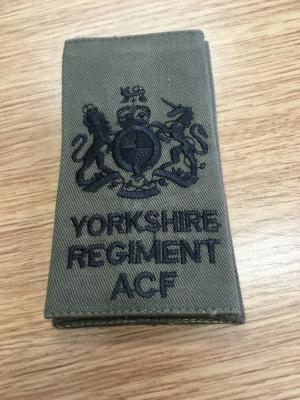 YORKSHIRE
REGIMENT
ACF